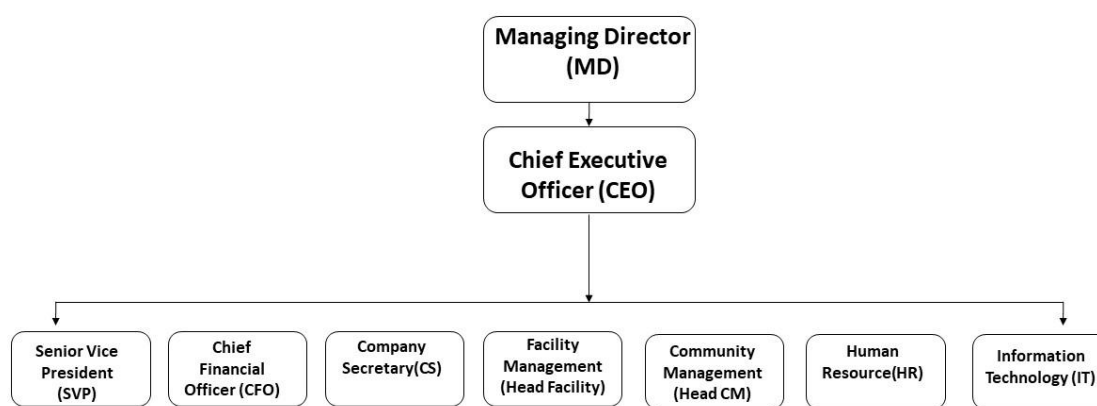 Managing Director
(MD)
Chief Executive
Officer (CEO)
Senior Vice
President
(SVP)
Chief
Financial
Officer (CFO)
Company
Secretary(CS)
Facility
Management
(Head Facility)
Community
Management
(Head CM)
Human
Resource(HR)
Information
Technology (IT)